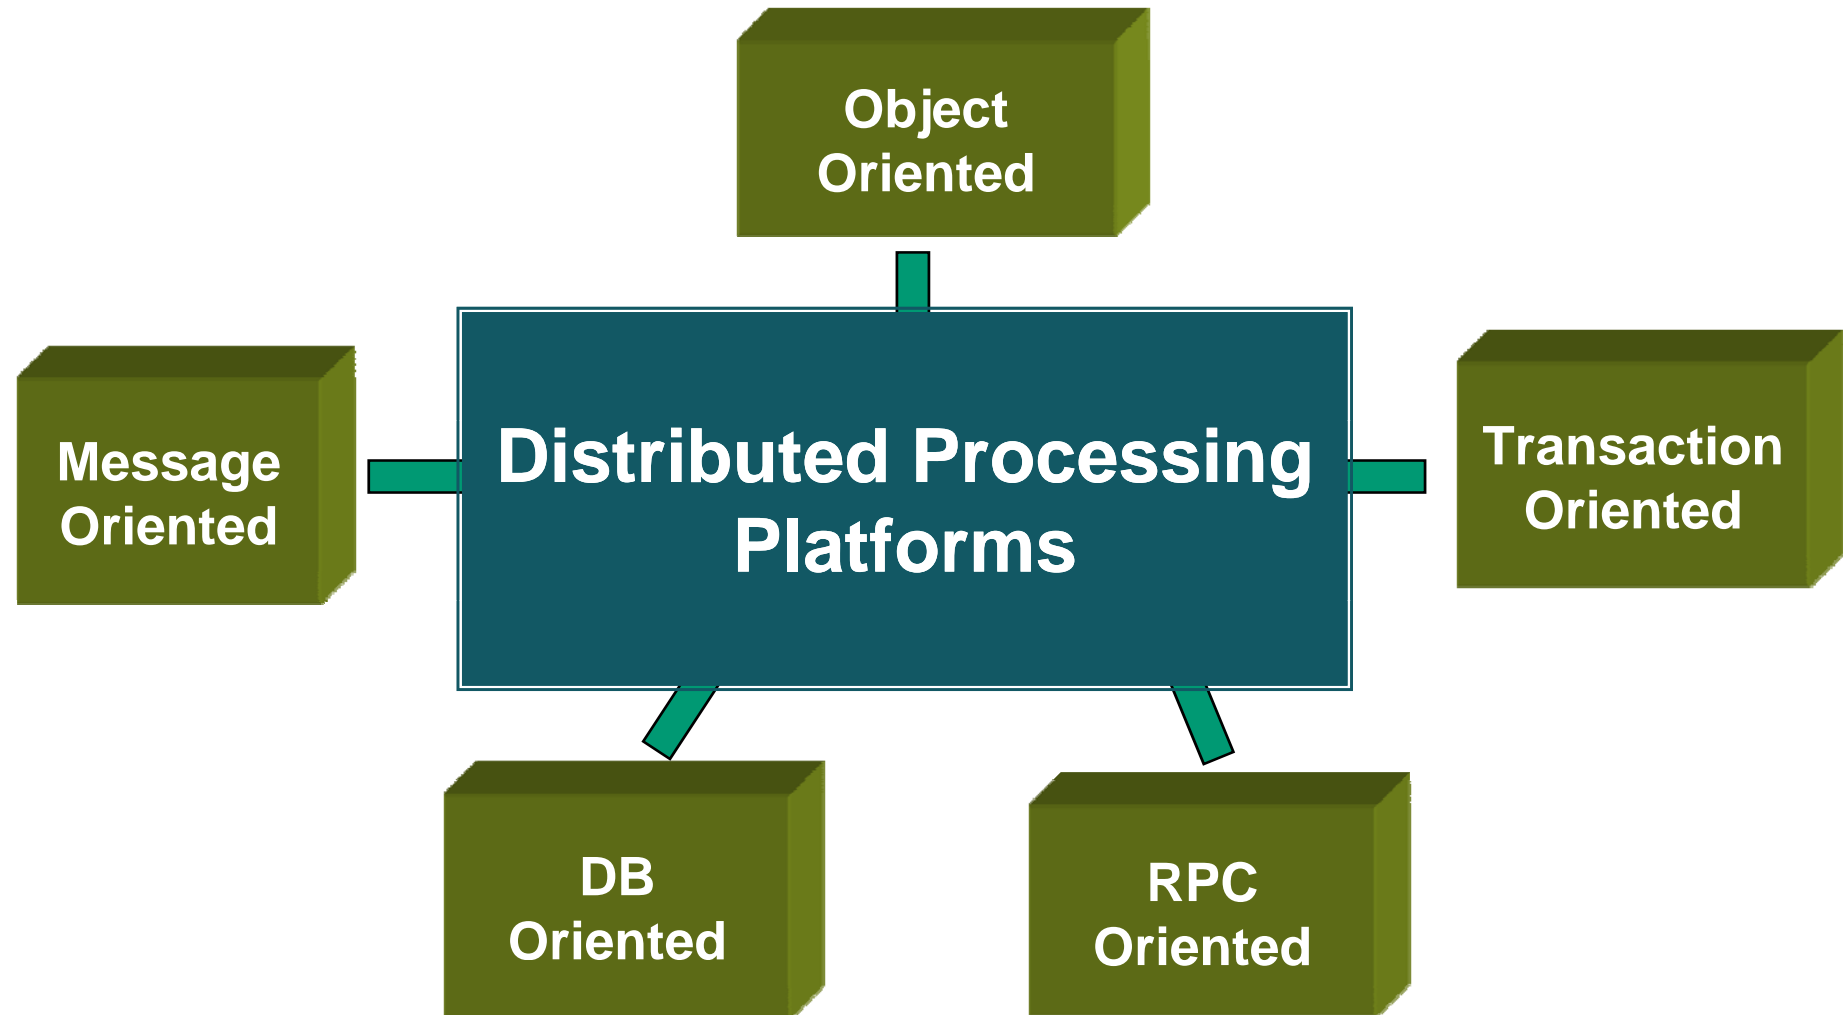 Object
Oriented
Message
Oriented
Distributed Processing
Platforms
Transaction
Oriented
DB
Oriented
RPC
Oriented